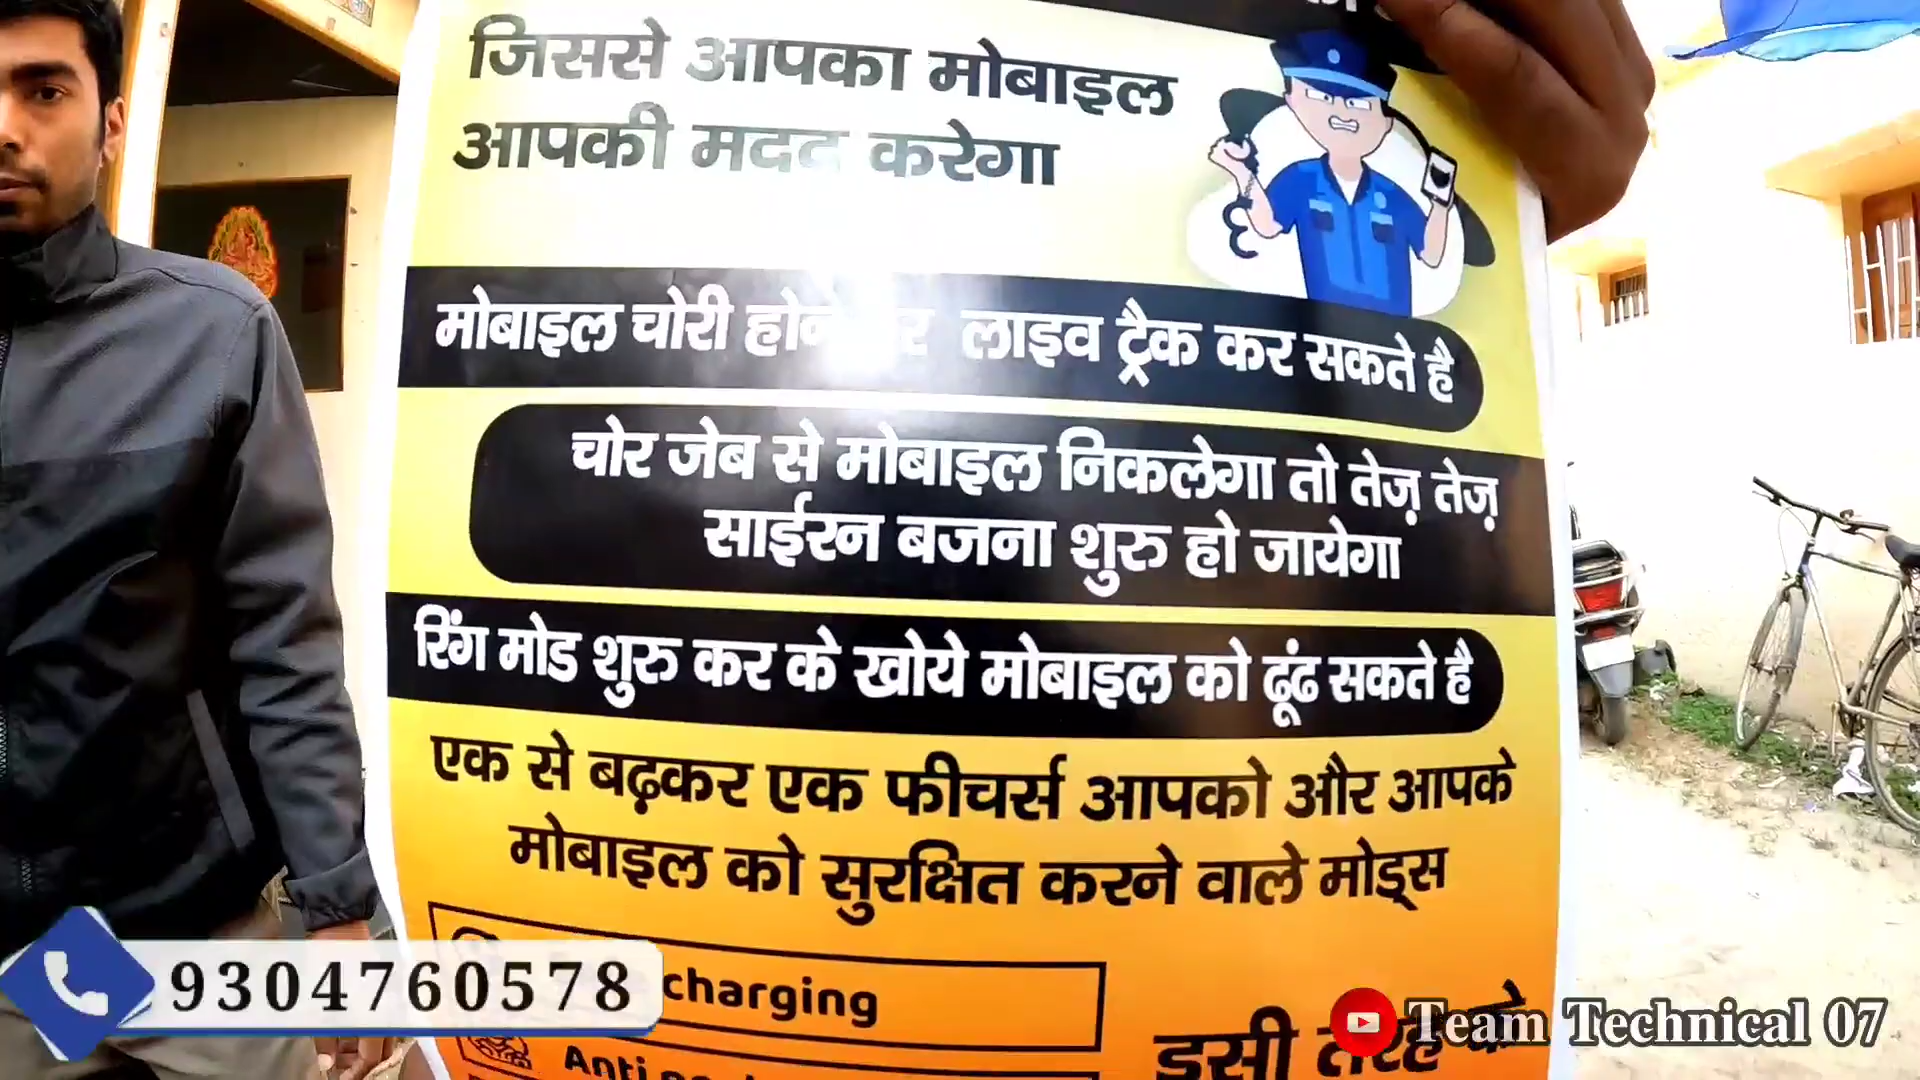 जिससे आपका मोबाइल
आपकी मदद करेगा
मोबाइल चोरी होने पर लाइव ट्रैक कर सकते है
चोर जेब से मोबाइल निकलेगा तो तेज़ तेज़
साईरन बजना शुरु हो जायेगा
रिंग मोड शुरु कर के खोये मोबाइल को ढूंढ सकते है
एक से बढ़कर एक फीचर्स आपको और आपके
मोबाइल को सुरक्षित करने वाले मोड्स
charging
Anti
इसी तरह के
9304760578
Team Technical 07